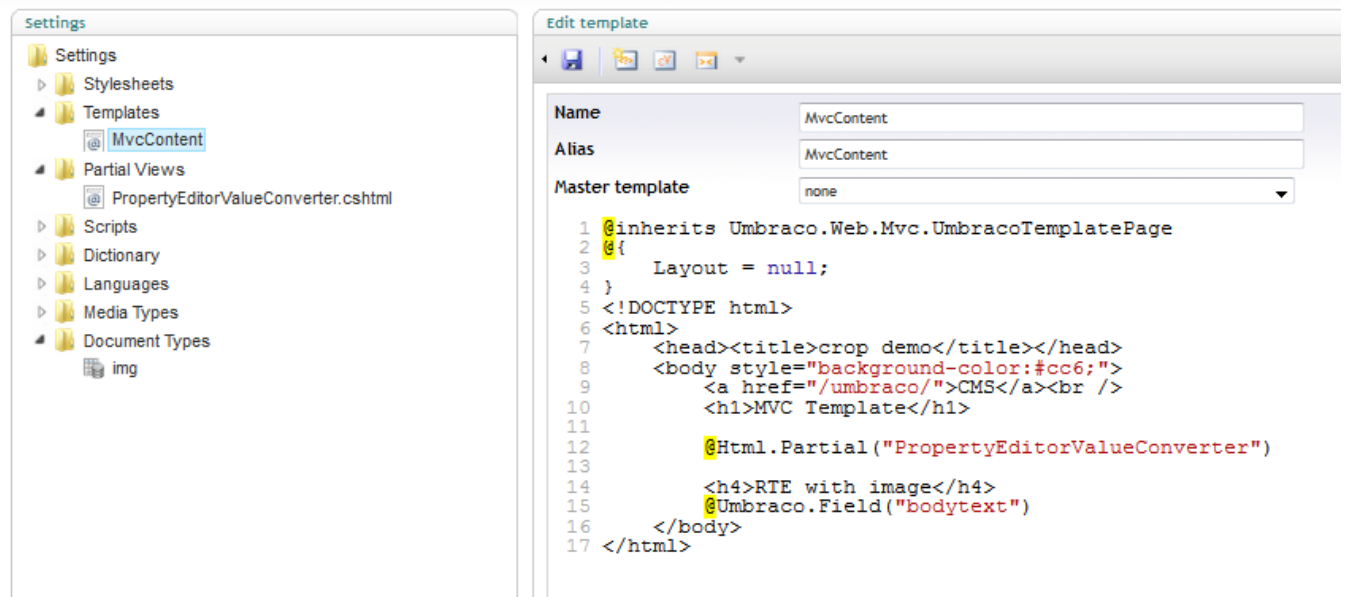 Settings
Settings
Stylesheets
Templates
MvcContent
Partial Views
PropertyEditorValueConverter.cshtml
Scripts
Dictionary
Languages
Media Types
Document Types
img
Edit template
Name MvcContent
Alias MvcContent
Master template none
1 @inherits Umbraco.Web.Mvc.UmbracoTemplatePage
2 @{
3     Layout = null;
4 }
5 <!DOCTYPE html>
6 <html>
7     <head><title>crop demo</title></head>
8     <body style="background-color:#cc6;">
9         <a href="/umbraco/">CMS</a><br />
10         <h1>MVC Template</h1>
11
12         @Html.Partial("PropertyEditorValueConverter")
13
14         <h4>RTE with image</h4>
15         @Umbraco.Field("bodytext")
16     </body>
17 </html>